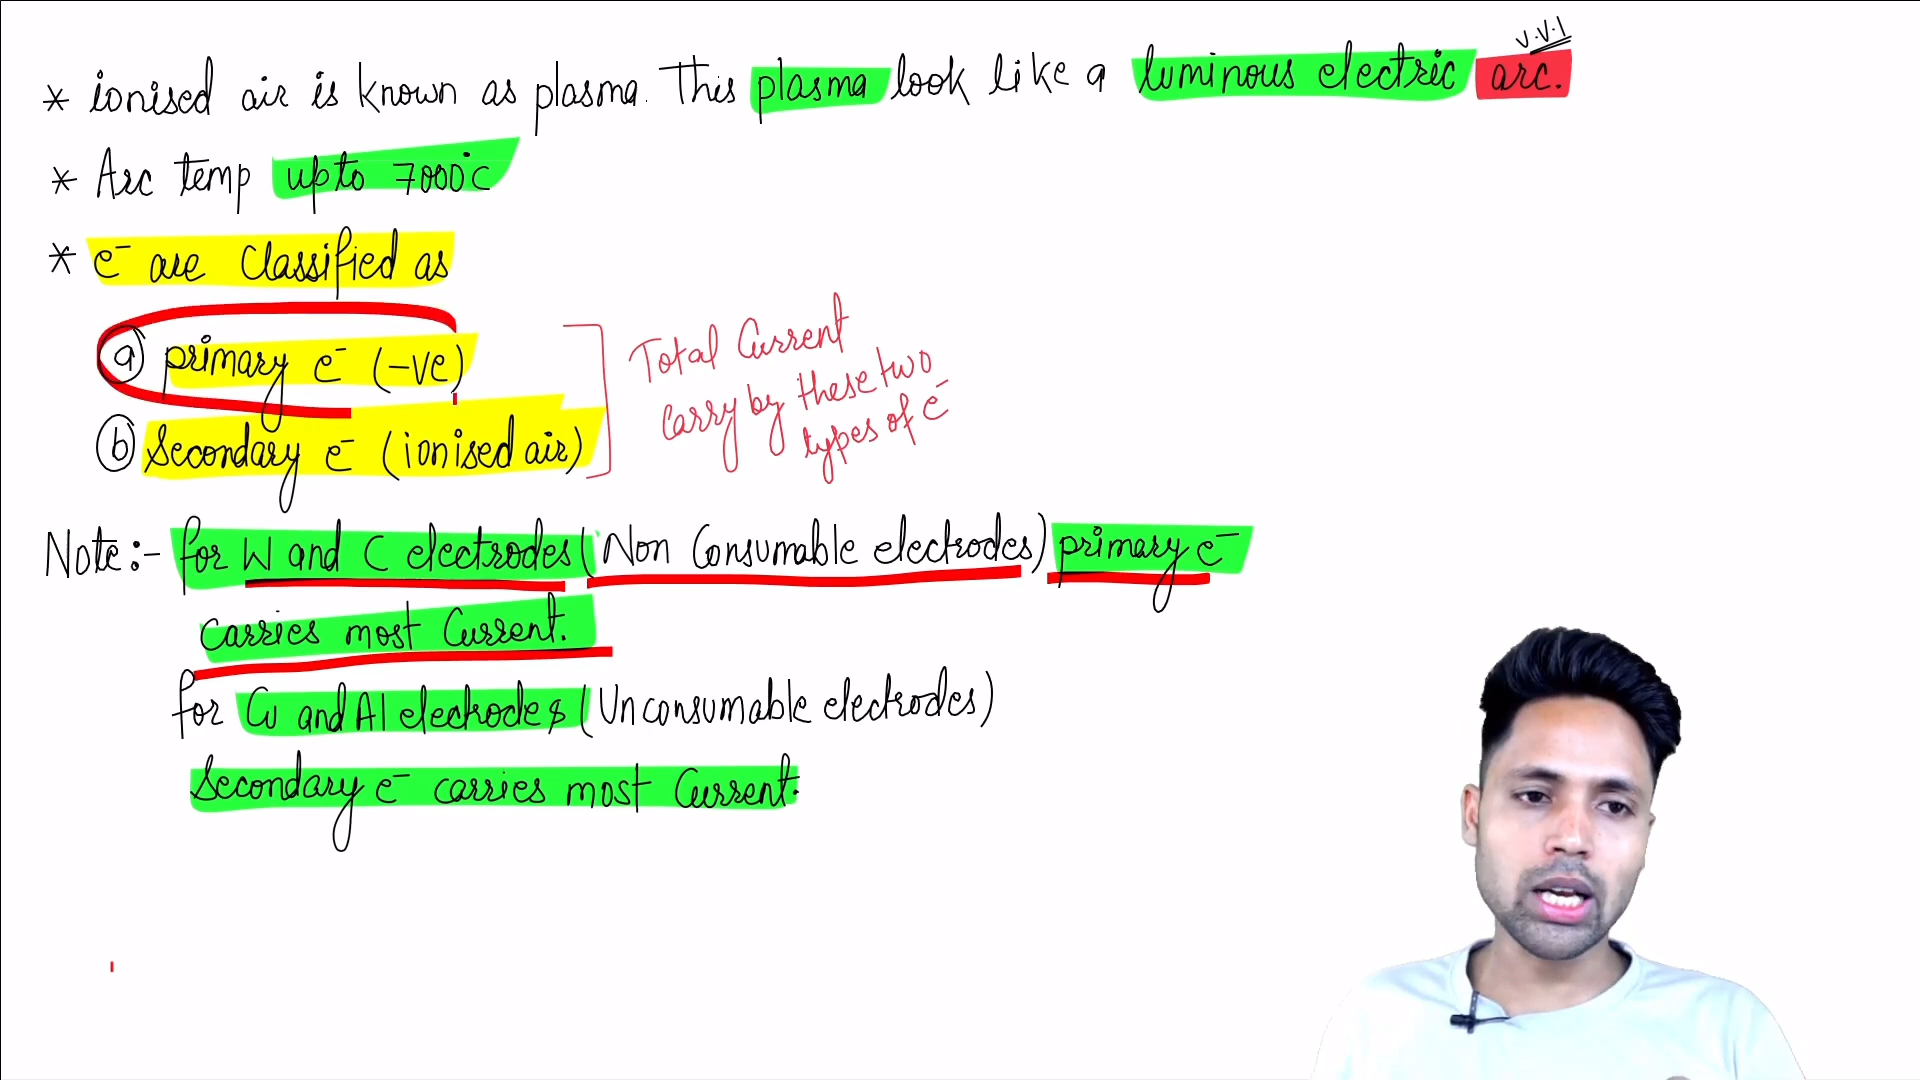 v.v.1
* ionised air is known as plasma. This plasma look like a luminous electric arc.
* Arc temp upto 7000°C
* e⁻ are Classified as
(a) primary e⁻ (-ve)
(b) Secondary e⁻ (ionised air)
Total Current
Carry by these two
types of e⁻
Note:- for W and C electrodes (Non Consumable electrodes) primary e⁻
carries most Current.
for Cu and Al electrodes (Unconsumable electrodes)
Secondary e⁻ carries most Current.